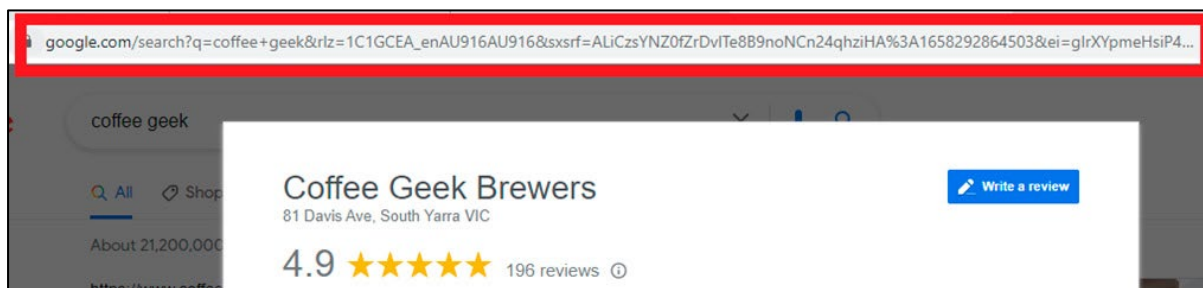 google.com/search?q=coffee+geek&rlz=1C1GCEA_enAU916AU916&sxsrf=ALiCzsYNZ0fZrDvlTe8B9noNCn24qhziHA%3A1658292864503&ei=gIrXYpmeHsiP4...
coffee geek
All Shop
Coffee Geek Brewers
Write a review
81 Davis Ave, South Yarra VIC
About 21,200,000
4.9 196 reviews